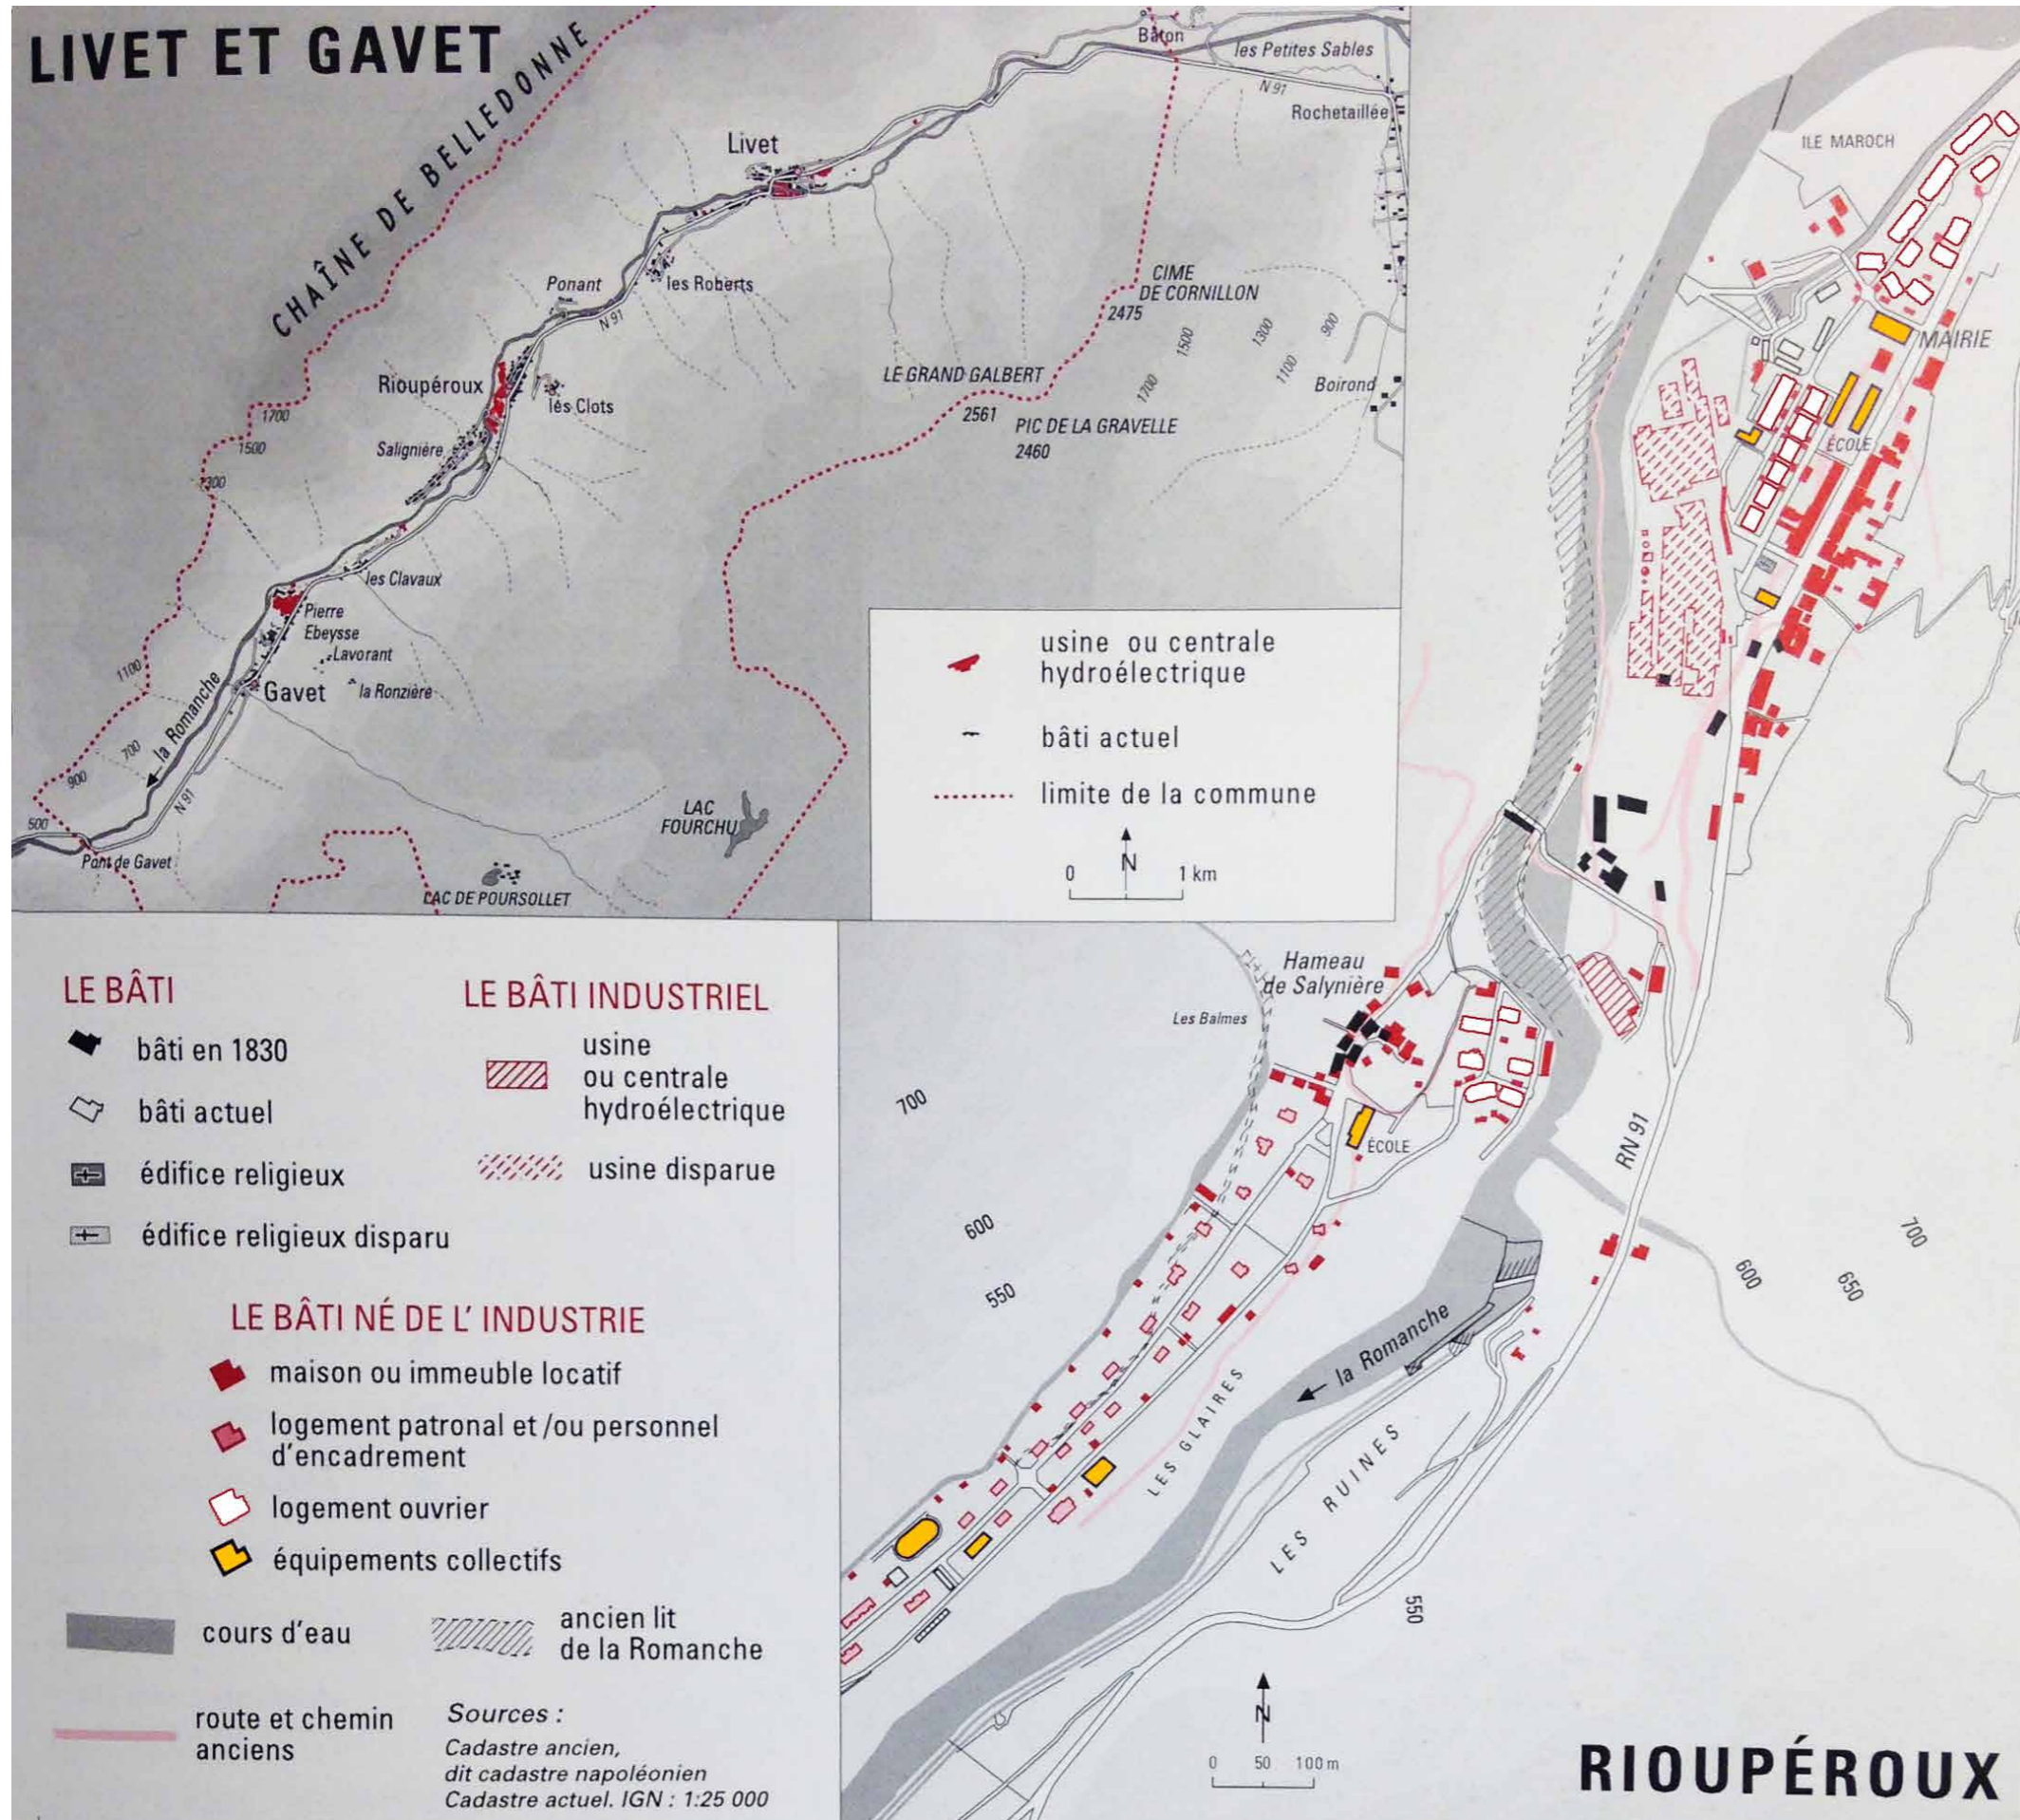 LIVET ET GAVET
CHAÎNE DE BELLEDONNE
Bâton
les Petites Sables
N 91
Rochetaillée
Livet
les Roberts
Ponant
N 91
CIME
DE CORNILLON
2475
1500
1300
900
1700
1100
Rioupéroux
les Clots
LE GRAND GALBERT
2561
PIC DE LA GRAVELLE
2460
Boirond
1700
1500
1300
Salignière
les Clavaux
Pierre
Ebeysse
Lavorant
Gavet
la Ronzière
1100
la Romanche
700
900
N 91
500
Pont de Gavet
LAC
FOURCHU
LAC DE POURSOLLET
usine ou centrale
hydroélectrique
bâti actuel
limite de la commune
N
0 1 km
LE BÂTI
bâti en 1830
bâti actuel
édifice religieux
édifice religieux disparu
LE BÂTI INDUSTRIEL
usine
ou centrale
hydroélectrique
usine disparue
LE BÂTI NÉ DE L' INDUSTRIE
maison ou immeuble locatif
logement patronal et /ou personnel
d'encadrement
logement ouvrier
équipements collectifs
cours d'eau
ancien lit
de la Romanche
route et chemin
anciens
Sources :
Cadastre ancien,
dit cadastre napoléonien
Cadastre actuel. IGN : 1:25 000
ILE MAROCH
MAIRIE
ÉCOLE
Hameau
de Salynière
Les Balmes
ÉCOLE
700
600
550
RN 91
700
600
650
la Romanche
LES GLAIRES
LES RUINES
550
N
0 50 100 m
RIOUPÉROUX